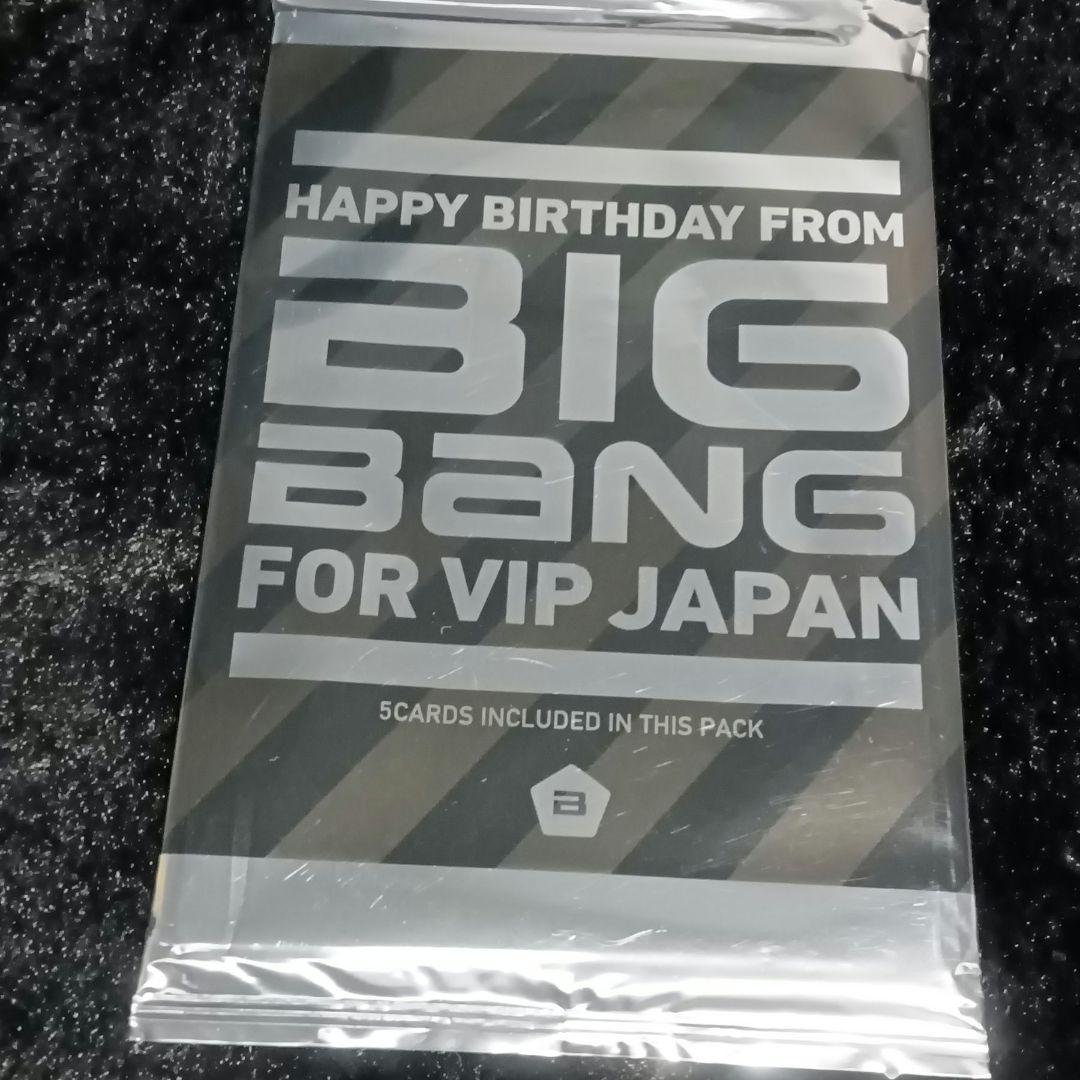 HAPPY BIRTHDAY FROM
BIG
BaNG
FOR VIP JAPAN
5CARDS INCLUDED IN THIS PACK
B